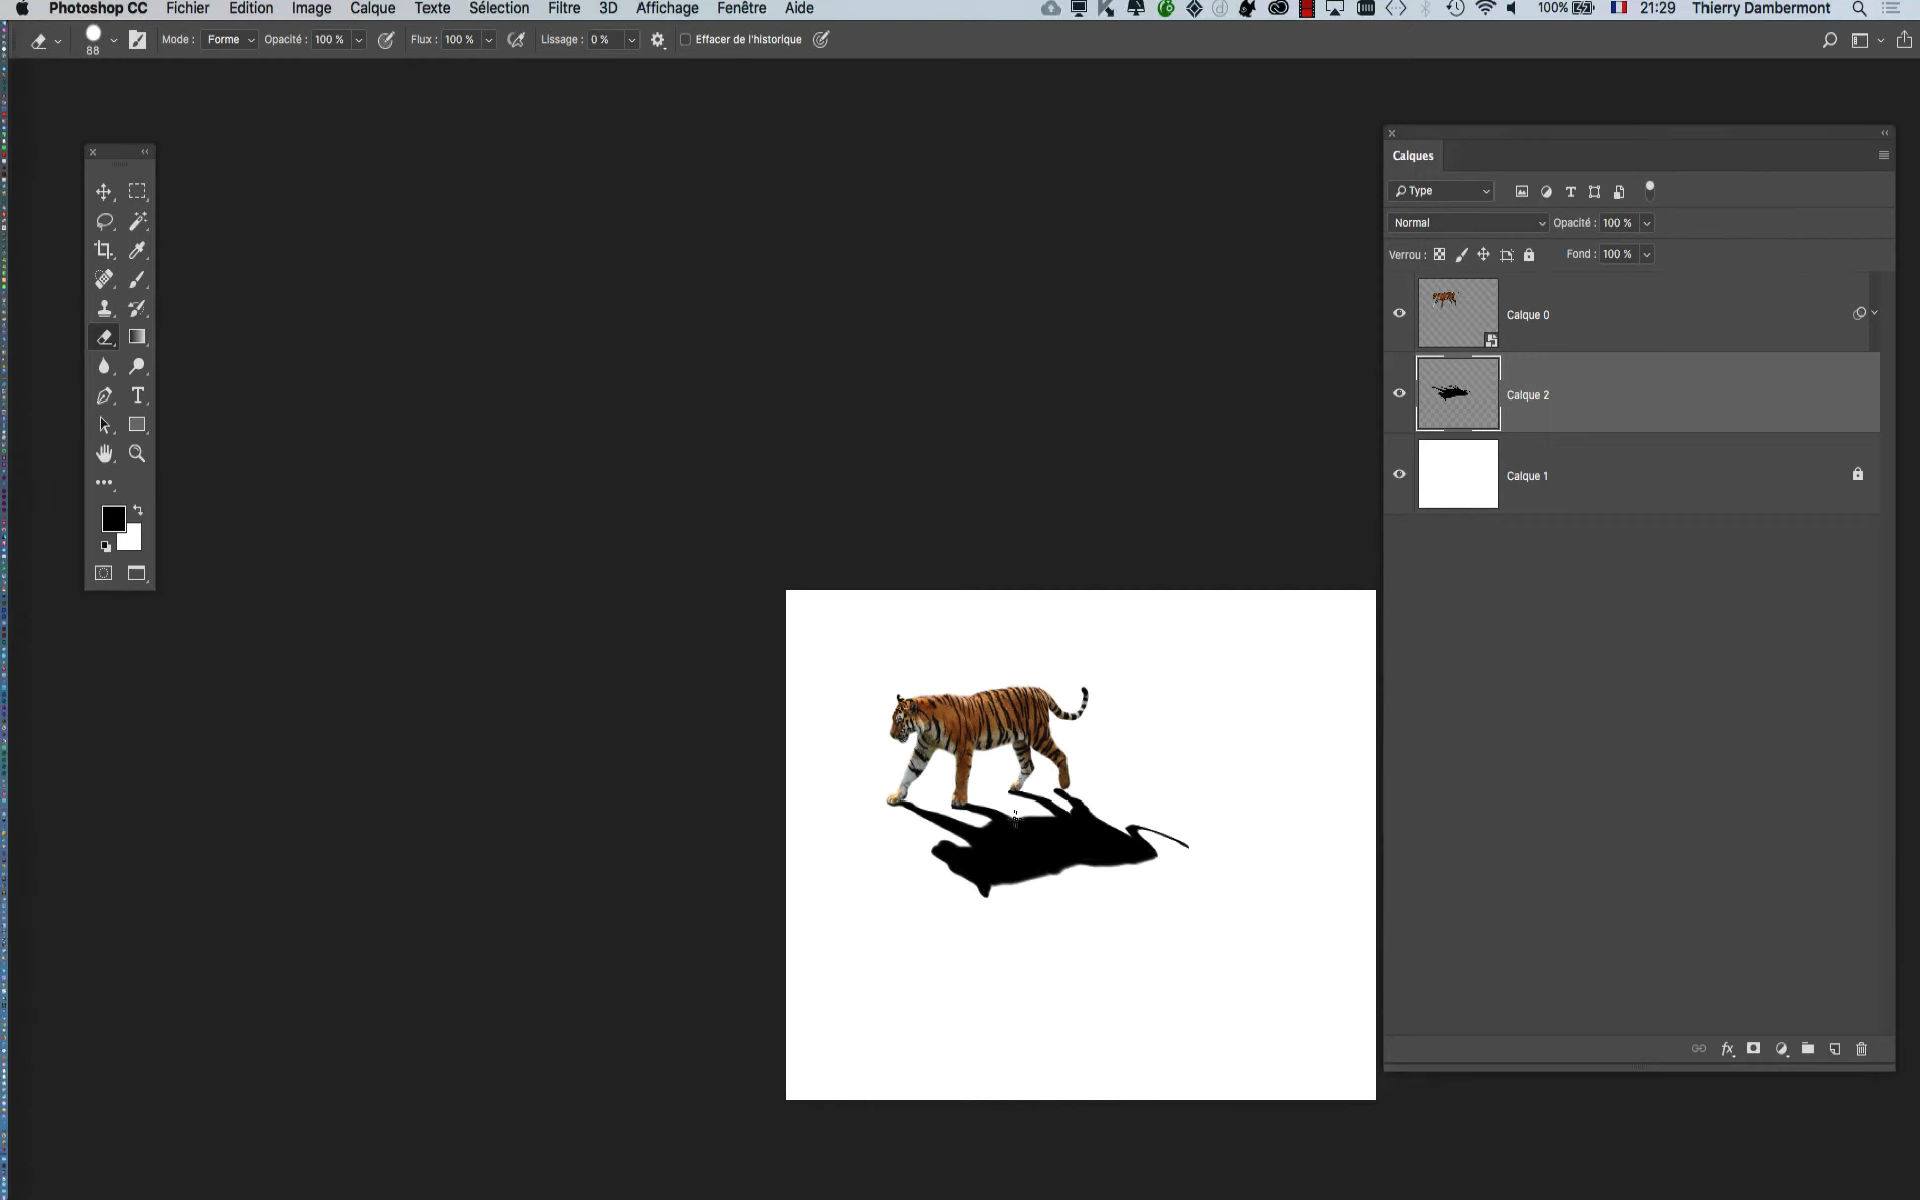 Photoshop CC Fichier Edition Image Calque Texte Sélection Filtre 3D Affichage Fenêtre Aide 100% 21:29 Thierry Dambermont
88 Mode : Forme Opacité : 100 % Flux : 100 % Lissage : 0 % Effacer de l'historique
Calques
Type
Normal Opacité : 100 %
Verrou : Fond : 100 %
Calque 0
Calque 2
Calque 1
fx